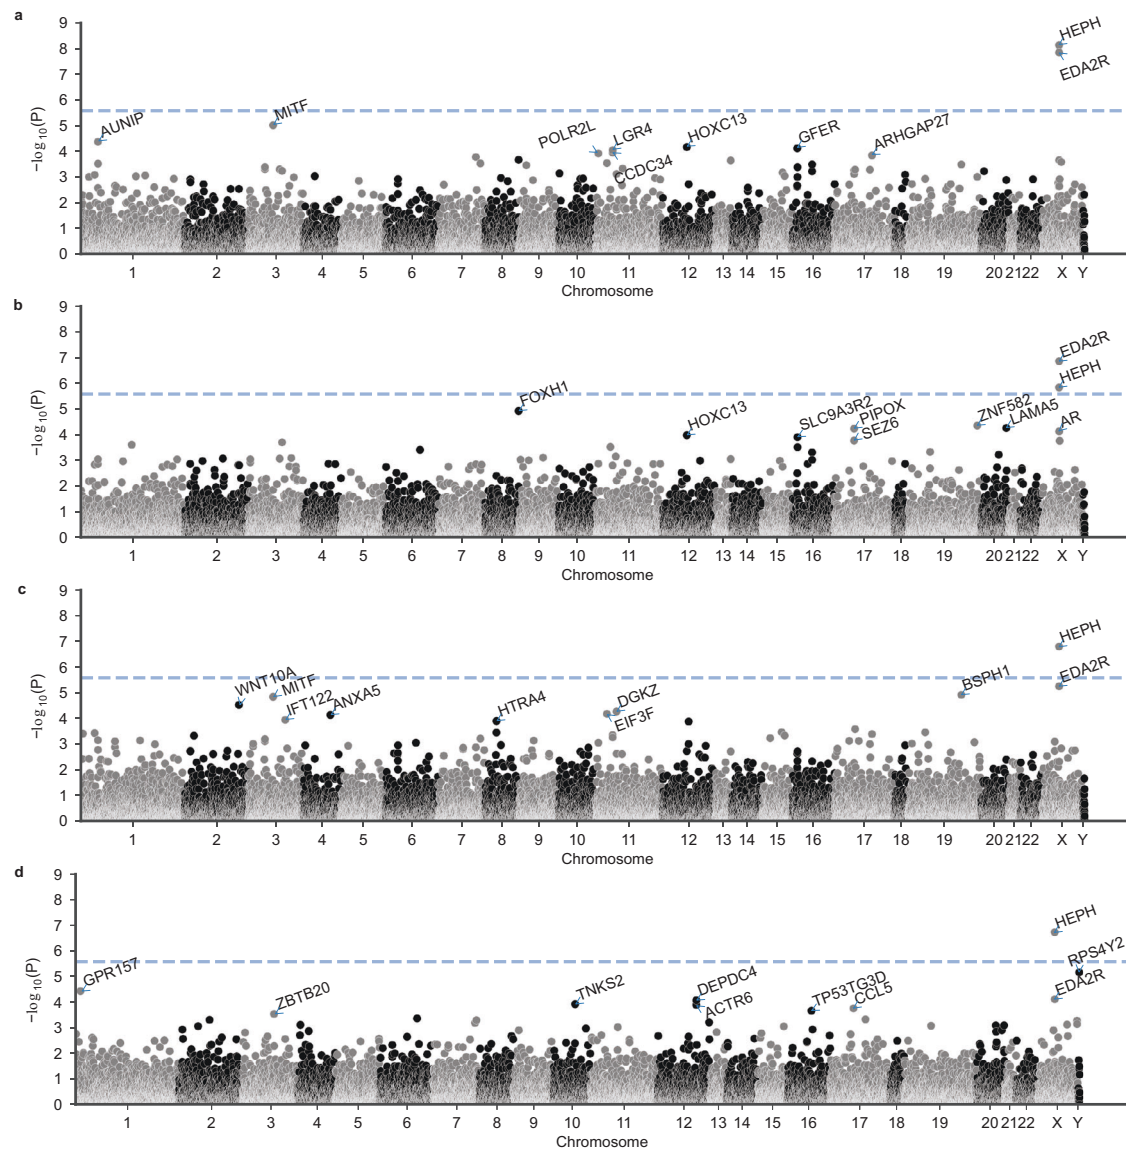 a
9
8
7
6
5
4
3
2
1
0
−log10(P)
HEPH
EDA2R
AUNIP
MITF
POLR2L
LGR4
CCDC34
HOXC13
GFER
ARHGAP27
1 2 3 4 5 6 7 8 9 10 11 12 13 14 15 16 17 18 19 20 2122 X Y
Chromosome
b
9
8
7
6
5
4
3
2
1
0
−log10(P)
EDA2R
HEPH
FOXH1
HOXC13
SLC9A3R2
PIPOX
SEZ6
ZNF582
LAMA5
AR
1 2 3 4 5 6 7 8 9 10 11 12 13 14 15 16 17 18 19 20 2122 X Y
Chromosome
c
9
8
7
6
5
4
3
2
1
0
−log10(P)
HEPH
EDA2R
WNT10A
MITF
IFT122
ANXA5
HTRA4
DGKZ
EIF3F
BSPH1
1 2 3 4 5 6 7 8 9 10 11 12 13 14 15 16 17 18 19 20 2122 X Y
Chromosome
d
9
8
7
6
5
4
3
2
1
0
−log10(P)
HEPH
RPS4Y2
EDA2R
GPR157
ZBTB20
TNKS2
DEPDC4
ACTR6
TP53TG3D
CCL5
1 2 3 4 5 6 7 8 9 10 11 12 13 14 15 16 17 18 19 20 2122 X Y
Chromosome